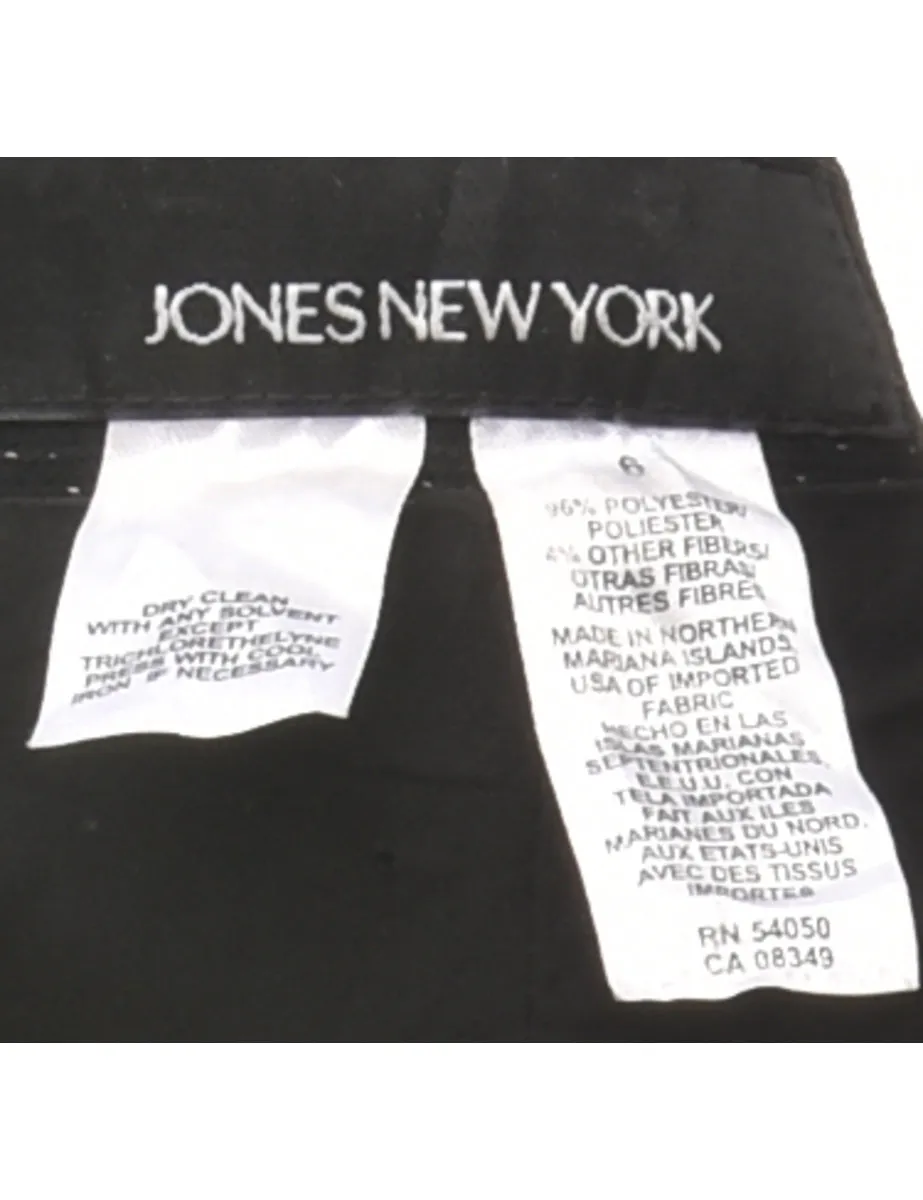 JONES NEW YORK
DRY CLEAN
WITH ANY SOLVENT
EXCEPT
TRICHLORETHELYNE
PRESS WITH COOL
IRON IF NECESSARY
6
96% POLYESTER/
POLIESTER
4% OTHER FIBERS/
OTRAS FIBRAS/
AUTRES FIBRES
MADE IN NORTHERN
MARIANA ISLANDS
USA OF IMPORTED
FABRIC
HECHO EN LAS
ISLAS MARIANAS
SEPTENTRIONALES,
E.E.U.U. CON
TELA IMPORTADA
FAIT AUX ILES
MARIANES DU NORD,
AUX ETATS-UNIS
AVEC DES TISSUS
IMPORTES
RN 54050
CA 08349